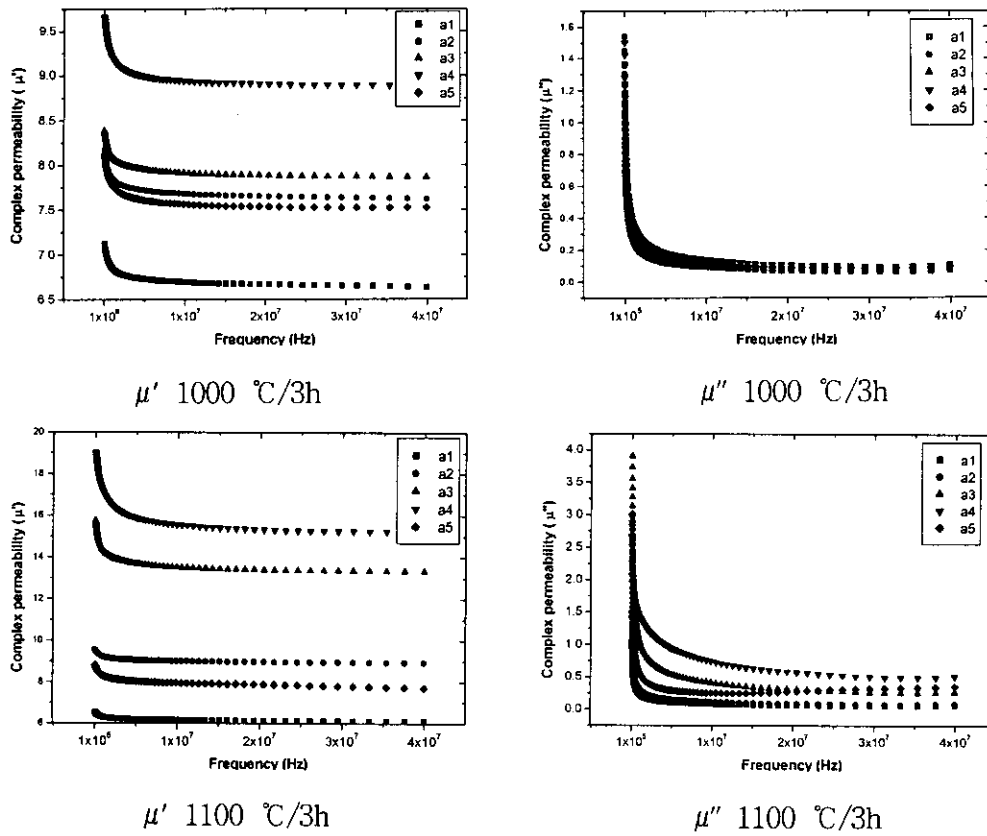 9.5
9.0
8.5
8.0
7.5
7.0
6.5
Complex permeability ( μ')
a1
a2
a3
a4
a5
1x10⁶ 1x10⁷ 2x10⁷ 3x10⁷ 4x10⁷
Frequency (Hz)
μ′ 1000 ℃/3h
1.6
1.4
1.2
1.0
0.8
0.6
0.4
0.2
0.0
Complex permeability (μ")
a1
a2
a3
a4
a5
1x10⁵ 1x10⁷ 2x10⁷ 3x10⁷ 4x10⁷
Frequency (Hz)
μ″ 1000 ℃/3h
20
18
16
14
12
10
8
6
Complex permeability (μ')
a1
a2
a3
a4
a5
1x10⁶ 1x10⁷ 2x10⁷ 3x10⁷ 4x10⁷
Frequency (Hz)
μ′ 1100 ℃/3h
4.0
3.5
3.0
2.5
2.0
1.5
1.0
0.5
0.0
Complex permeability ( μ")
a1
a2
a3
a4
a5
1x10⁵ 1x10⁷ 2x10⁷ 3x10⁷ 4x10⁷
Frequency (Hz)
μ″ 1100 ℃/3h